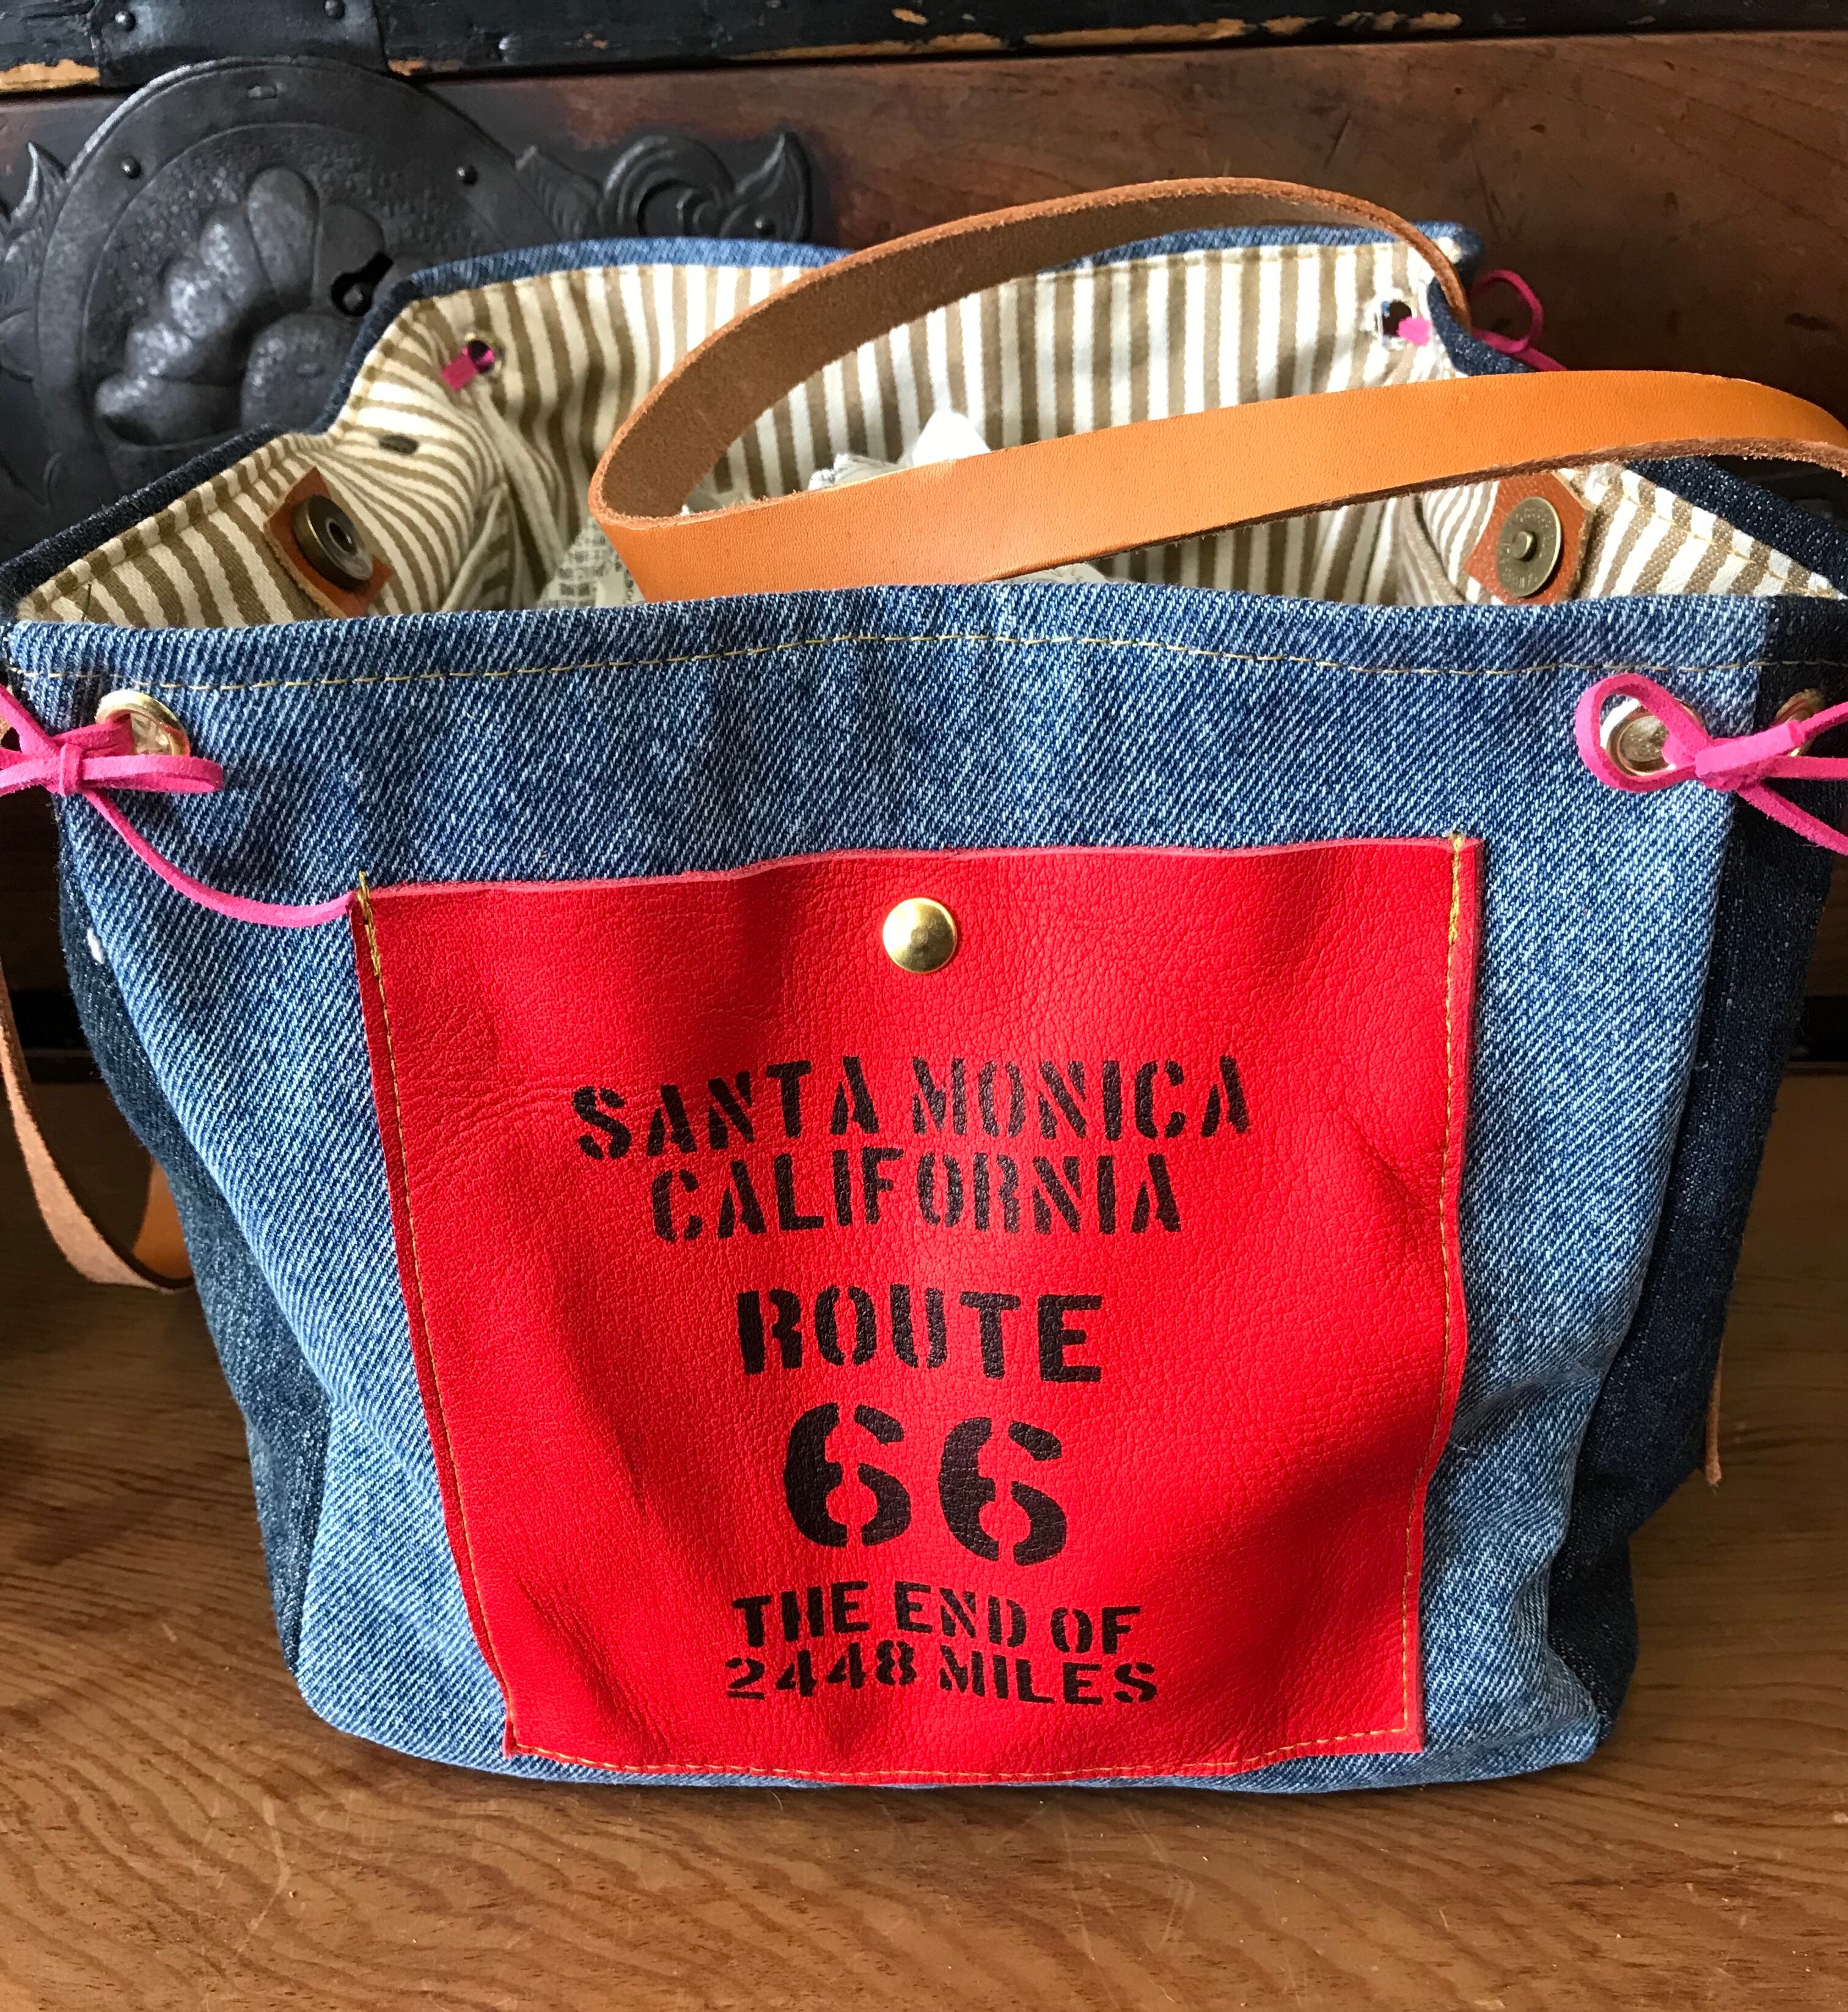 SANTA MONICA
CALIFORNIA
ROUTE
66
THE END OF
2448 MILES